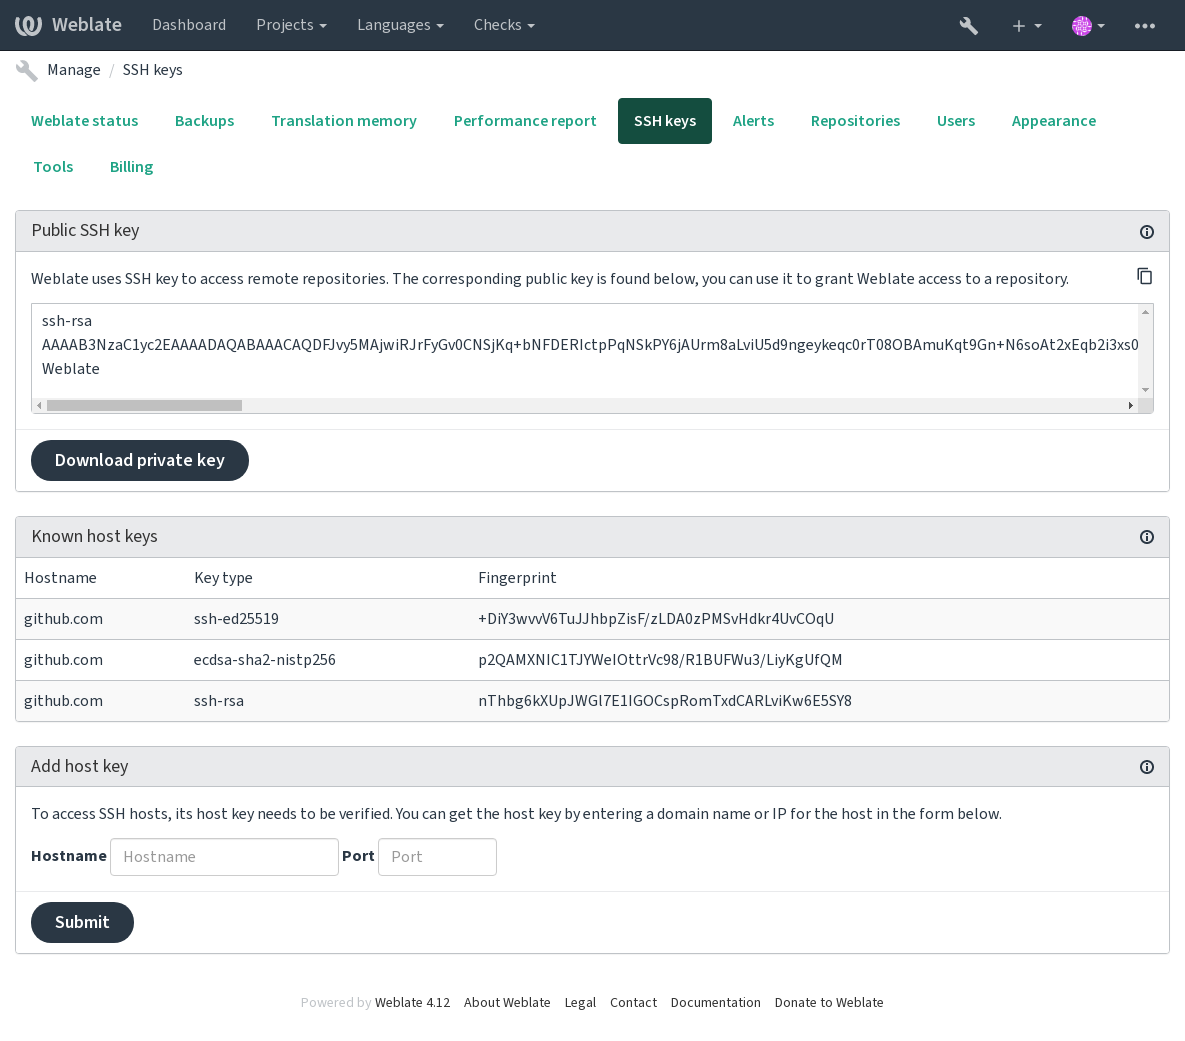 Weblate Dashboard Projects Languages Checks
Manage / SSH keys
Weblate status Backups Translation memory Performance report SSH keys Alerts Repositories Users Appearance
Tools Billing
Public SSH key
Weblate uses SSH key to access remote repositories. The corresponding public key is found below, you can use it to grant Weblate access to a repository.
ssh-rsa
AAAAB3NzaC1yc2EAAAADAQABAAACAQDFJvy5MAjwiRJrFyGv0CNSjKq+bNFDERIctpPqNSkPY6jAUrm8aLviU5d9ngeykeqc0rT08OBAmuKqt9Gn+N6soAt2xEqb2i3xs0
Weblate
Download private key
Known host keys
Hostname Key type Fingerprint
github.com ssh-ed25519 +DiY3wvvV6TuJJhbpZisF/zLDA0zPMSvHdkr4UvCOqU
github.com ecdsa-sha2-nistp256 p2QAMXNIC1TJYWeIOttrVc98/R1BUFWu3/LiyKgUfQM
github.com ssh-rsa nThbg6kXUpJWGl7E1IGOCspRomTxdCARLviKw6E5SY8
Add host key
To access SSH hosts, its host key needs to be verified. You can get the host key by entering a domain name or IP for the host in the form below.
Hostname Hostname Port Port
Submit
Powered by Weblate 4.12 About Weblate Legal Contact Documentation Donate to Weblate